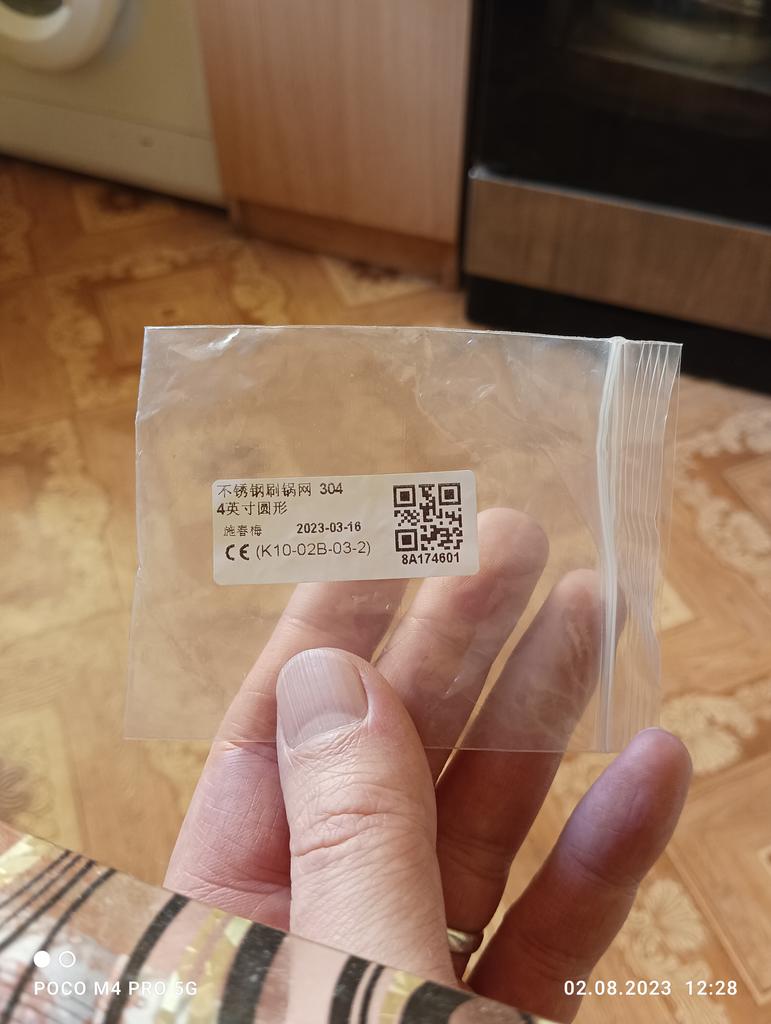 不锈钢刷锅网 304
4英寸圆形
施春梅 2023-03-16
CE (K10-02B-03-2)
8A174601
POCO M4 PRO 5G
02.08.2023 12:28